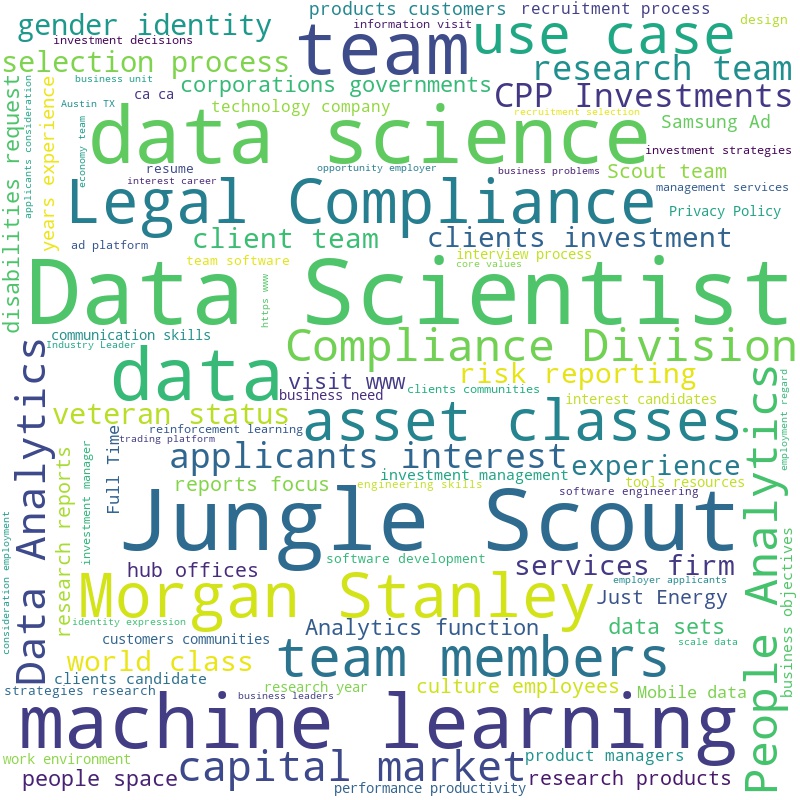 products customers
recruitment process
gender identity
information visit
design
investment decisions
team
use case
selection process
research team
business unit
corporations governments
ca ca
CPP Investments
Austin TX
technology company
recruitment selection
Samsung Ad
data science
disabilities request
applicants consideration
years experience
economy team
investment strategies
resume
opportunity employer
business problems
Scout team
interest career
Legal Compliance
management services
Privacy Policy
client team
clients investment
ad platform
team software
interview process
core values
Data Scientist
https www
communication skills
Compliance Division
Industry Leader
data
visit www
risk reporting
clients communities
business need
interest candidates
veteran status
asset classes
reinforcement learning
trading platform
Data Analytics
Full Time
applicants interest
experience
People Analytics
employment regard
investment management
reports focus
engineering skills
tools resources
software engineering
research reports
investment manager
Jungle Scout
consideration employment
software development
services firm
hub offices
business objectives
Morgan Stanley
employer applicants
Just Energy
identity expression
Analytics function
data sets
customers communities
team members
scale data
world class
clients candidate
research year
culture employees
Mobile data
strategies research
business leaders
machine learning
work environment
capital market
product managers
people space
research products
performance productivity